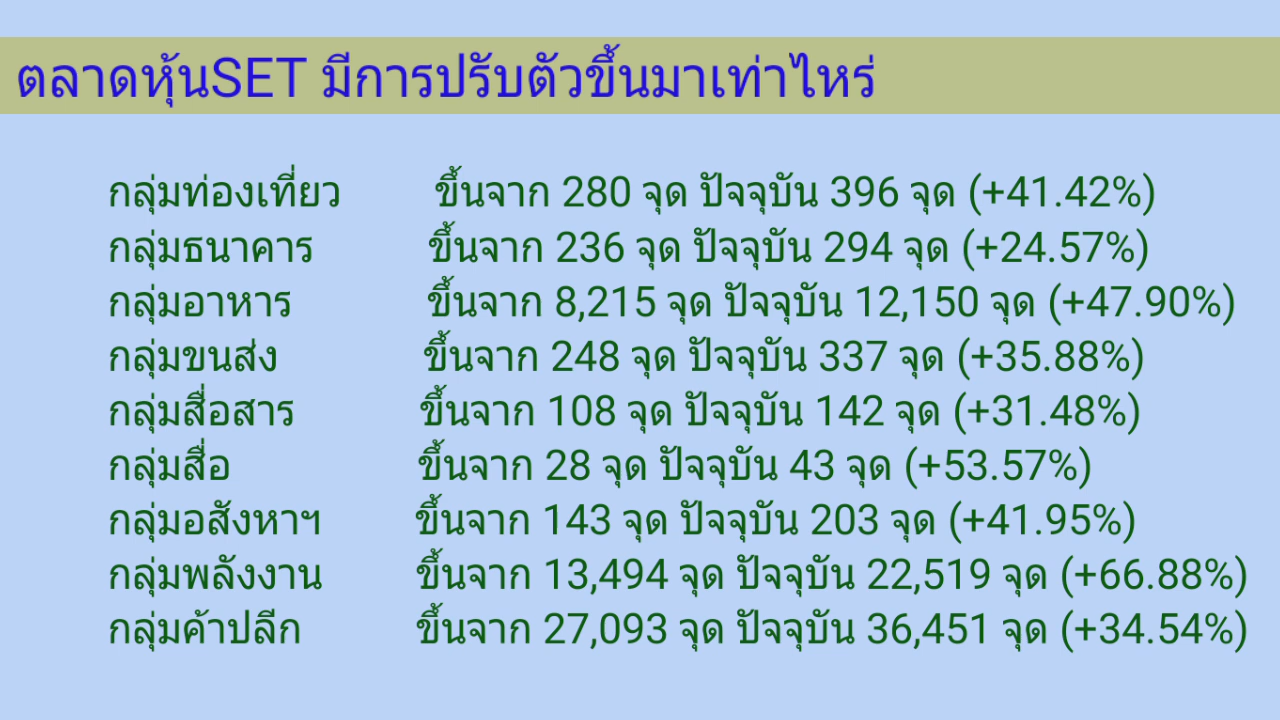 ตลาดหุ้นSET มีการปรับตัวขึ้นมาเท่าไหร่
กลุ่มท่องเที่ยว ขึ้นจาก 280 จุด ปัจจุบัน 396 จุด (+41.42%)
กลุ่มธนาคาร ขึ้นจาก 236 จุด ปัจจุบัน 294 จุด (+24.57%)
กลุ่มอาหาร ขึ้นจาก 8,215 จุด ปัจจุบัน 12,150 จุด (+47.90%)
กลุ่มขนส่ง ขึ้นจาก 248 จุด ปัจจุบัน 337 จุด (+35.88%)
กลุ่มสื่อสาร ขึ้นจาก 108 จุด ปัจจุบัน 142 จุด (+31.48%)
กลุ่มสื่อ ขึ้นจาก 28 จุด ปัจจุบัน 43 จุด (+53.57%)
กลุ่มอสังหาฯ ขึ้นจาก 143 จุด ปัจจุบัน 203 จุด (+41.95%)
กลุ่มพลังงาน ขึ้นจาก 13,494 จุด ปัจจุบัน 22,519 จุด (+66.88%)
กลุ่มค้าปลีก ขึ้นจาก 27,093 จุด ปัจจุบัน 36,451 จุด (+34.54%)